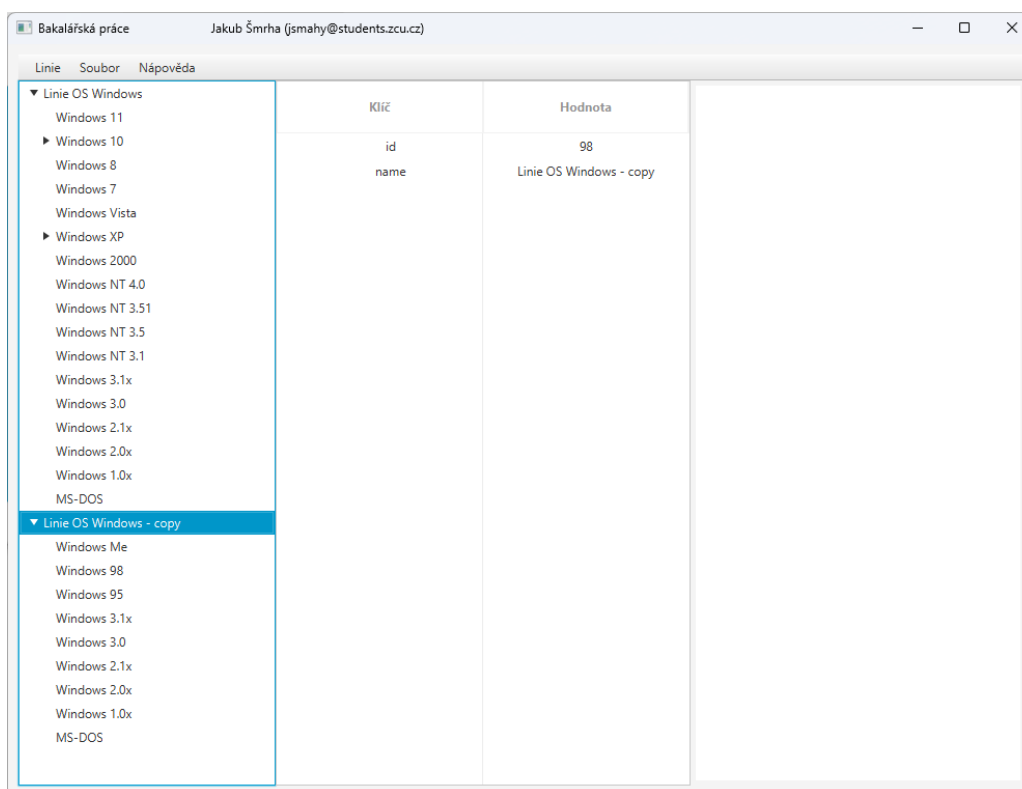 Bakalářská práce Jakub Šmrha (jsmahy@students.zcu.cz)
Linie Soubor Nápověda
Linie OS Windows
Windows 11
Windows 10
Windows 8
Windows 7
Windows Vista
Windows XP
Windows 2000
Windows NT 4.0
Windows NT 3.51
Windows NT 3.5
Windows NT 3.1
Windows 3.1x
Windows 3.0
Windows 2.1x
Windows 2.0x
Windows 1.0x
MS-DOS
Linie OS Windows - copy
Windows Me
Windows 98
Windows 95
Windows 3.1x
Windows 3.0
Windows 2.1x
Windows 2.0x
Windows 1.0x
MS-DOS
Klíč Hodnota
id 98
name Linie OS Windows - copy